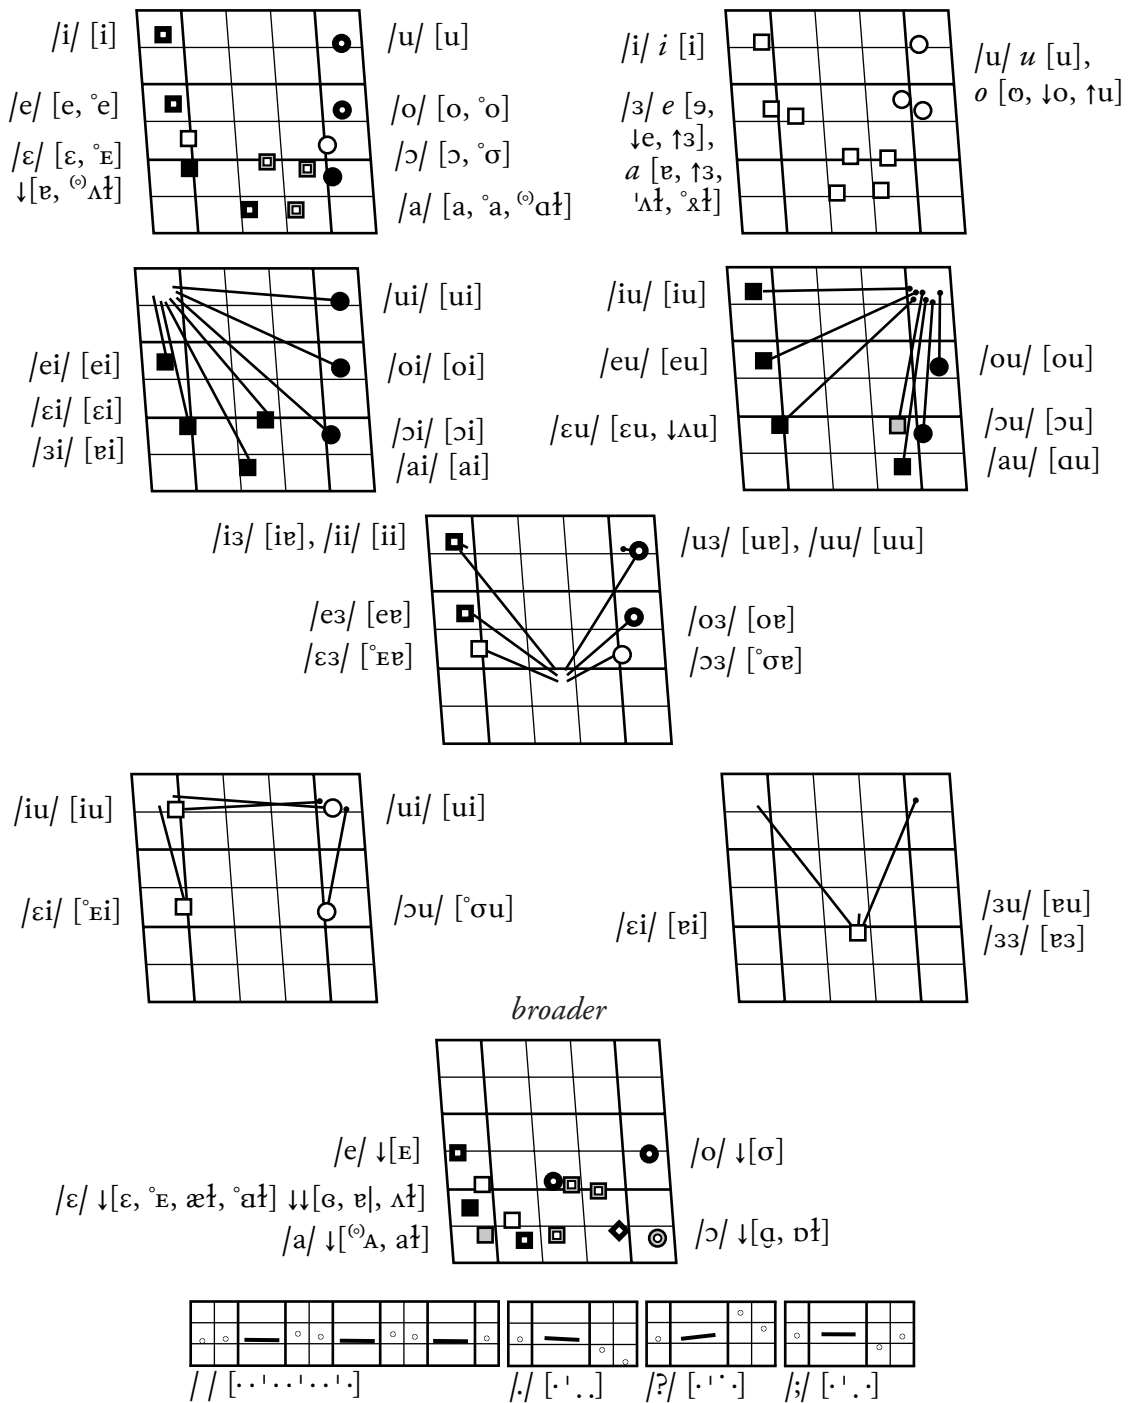 /i/ [i]
/u/ [u]
/e/ [e, ˚e]
/o/ [o, ˚o]
/ɛ/ [ɛ, ˚ᴇ]
↓[ɐ, ⁽˚⁾ʌɫ]
/ɔ/ [ɔ, ˚σ]
/a/ [a, ˚a, ⁽˚⁾ɑɫ]
/i/ i [i]
/u/ u [u],
o [ʊ, ↓o, ↑u]
/ɜ/ e [ɘ,
↓e, ↑ɜ],
a [ɐ, ↑ɜ,
ˈʌɫ, ˚ɐɫ]
/ui/ [ui]
/ei/ [ei]
/oi/ [oi]
/ɛi/ [ɛi]
/ɜi/ [ɐi]
/ɔi/ [ɔi]
/ai/ [ai]
/iu/ [iu]
/eu/ [eu]
/ou/ [ou]
/ɛu/ [ɛu, ↓ʌu]
/ɔu/ [ɔu]
/au/ [ɑu]
/iɜ/ [iɐ], /ii/ [ii]
/uɜ/ [uɐ], /uu/ [uu]
/eɜ/ [eɐ]
/oɜ/ [oɐ]
/ɛɜ/ [˚ᴇɐ]
/ɔɜ/ [˚σɐ]
/iu/ [iu]
/ui/ [ui]
/ɛi/ [˚ᴇi]
/ɔu/ [˚σu]
/ɛi/ [ɐi]
/ɜu/ [ɐu]
/ɜɜ/ [ɐɜ]
broader
/e/ ↓[ᴇ]
/o/ ↓[σ]
/ɛ/ ↓[ɛ, ˚ᴇ, æɫ, ˚ɑɫ] ↓↓[ɞ, ɐ|, ʌɫ]
/a/ ↓[⁽˚⁾ᴀ, aɫ]
/ɔ/ ↓[ɑ̮, ɒɫ]
/ / [··ˈ··ˈ··ˈ·]
/./ [·ˈ..]
/?/ [·ˈ˙·]
/;/ [·ˈ.·]